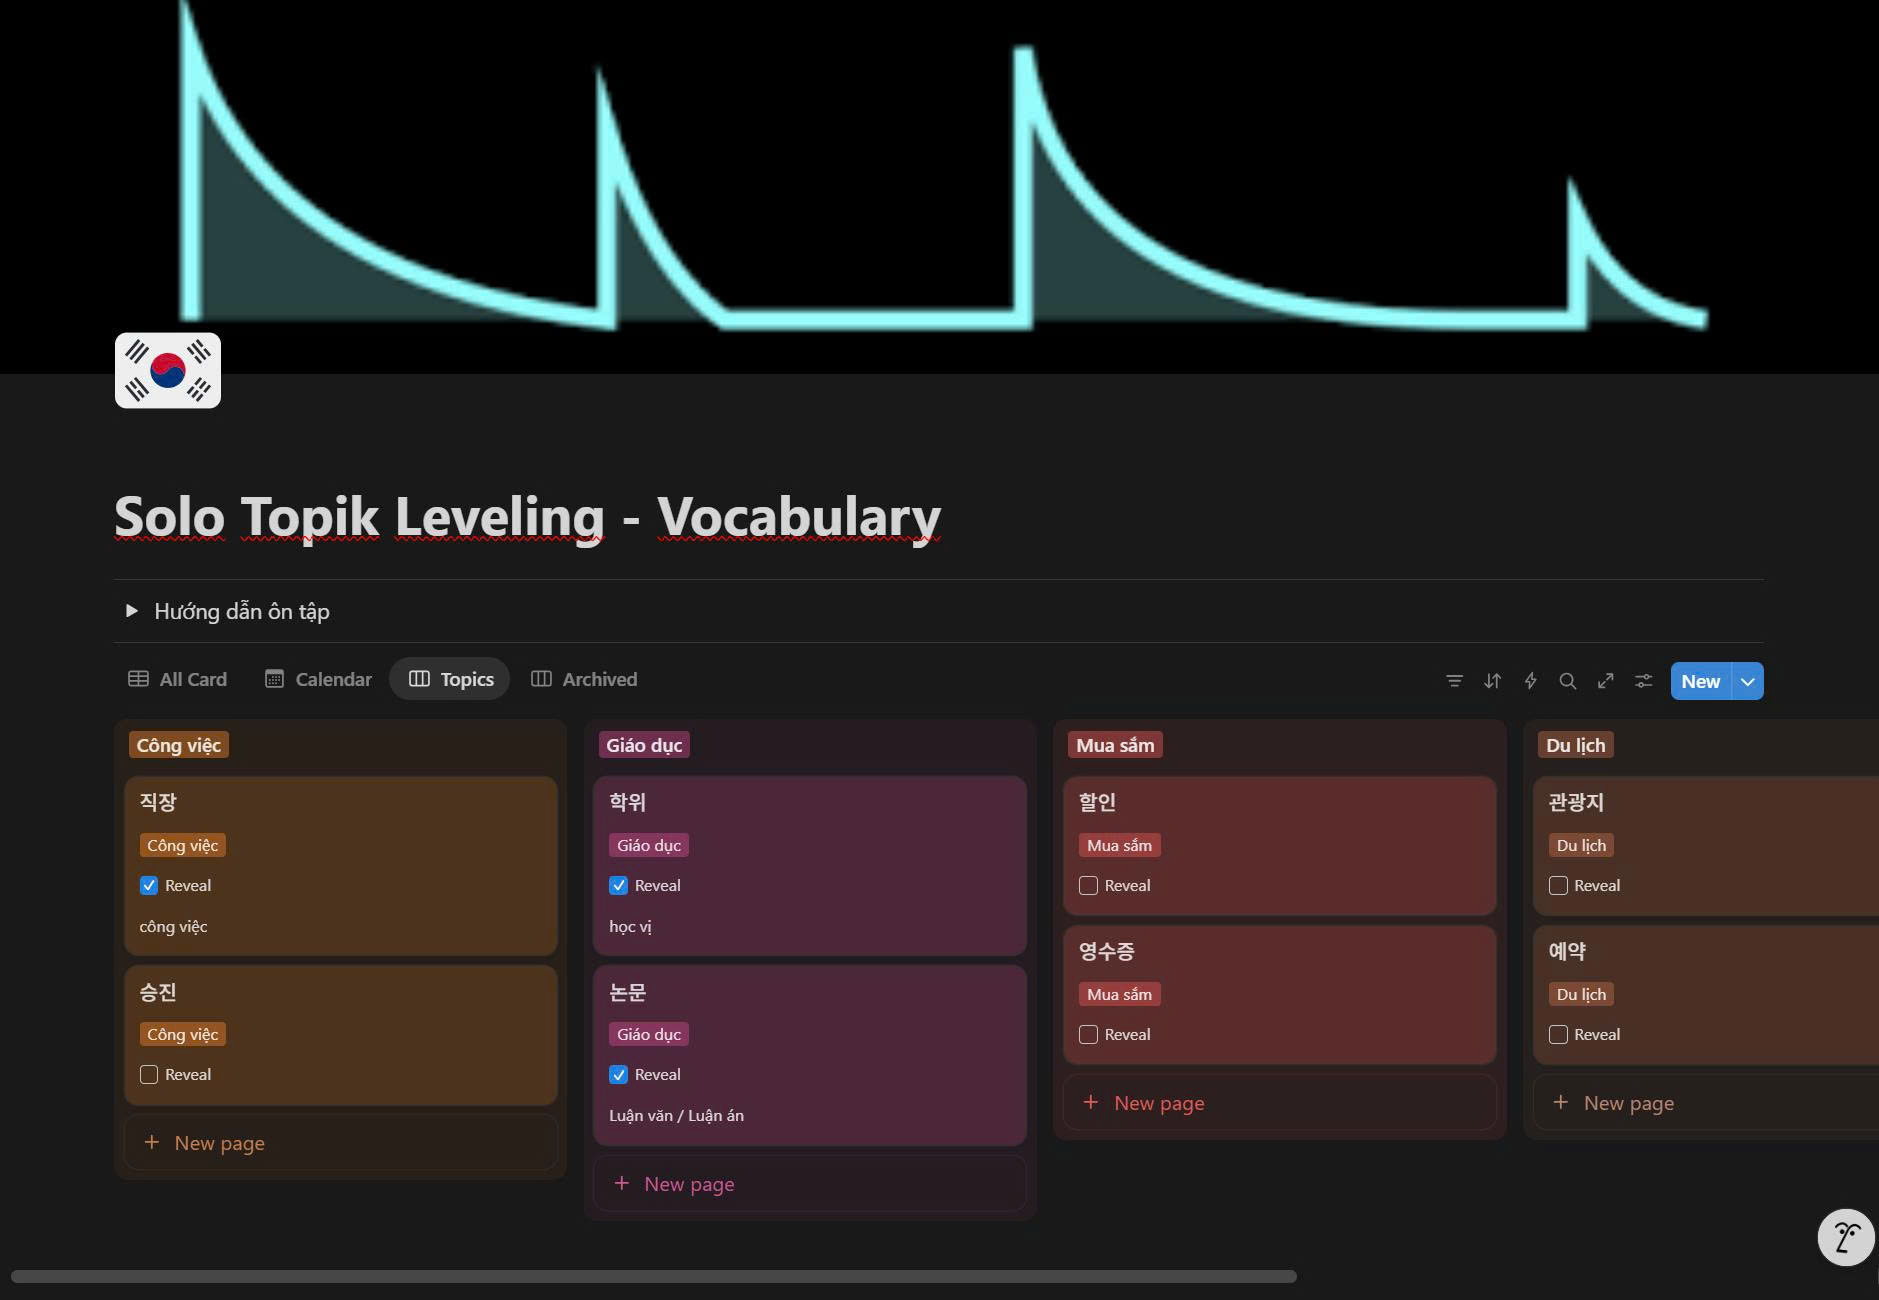 Solo Topik Leveling - Vocabulary
Hướng dẫn ôn tập
All Card Calendar Topics Archived New
Công việc
직장
Công việc
Reveal
công việc
승진
Công việc
Reveal
New page
Giáo dục
학위
Giáo dục
Reveal
học vị
논문
Giáo dục
Reveal
Luận văn / Luận án
New page
Mua sắm
할인
Mua sắm
Reveal
영수증
Mua sắm
Reveal
New page
Du lịch
관광지
Du lịch
Reveal
예약
Du lịch
Reveal
New page